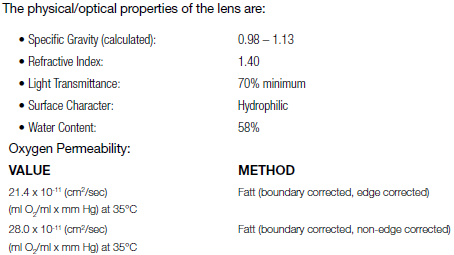 The physical/optical properties of the lens are:
• Specific Gravity (calculated): 0.98 – 1.13
• Refractive Index: 1.40
• Light Transmittance: 70% minimum
• Surface Character: Hydrophilic
• Water Content: 58%
Oxygen Permeability:
VALUE METHOD
21.4 x 10⁻¹¹ (cm²/sec) Fatt (boundary corrected, edge corrected)
(ml O₂/ml x mm Hg) at 35°C
28.0 x 10⁻¹¹ (cm²/sec) Fatt (boundary corrected, non-edge corrected)
(ml O₂/ml x mm Hg) at 35°C